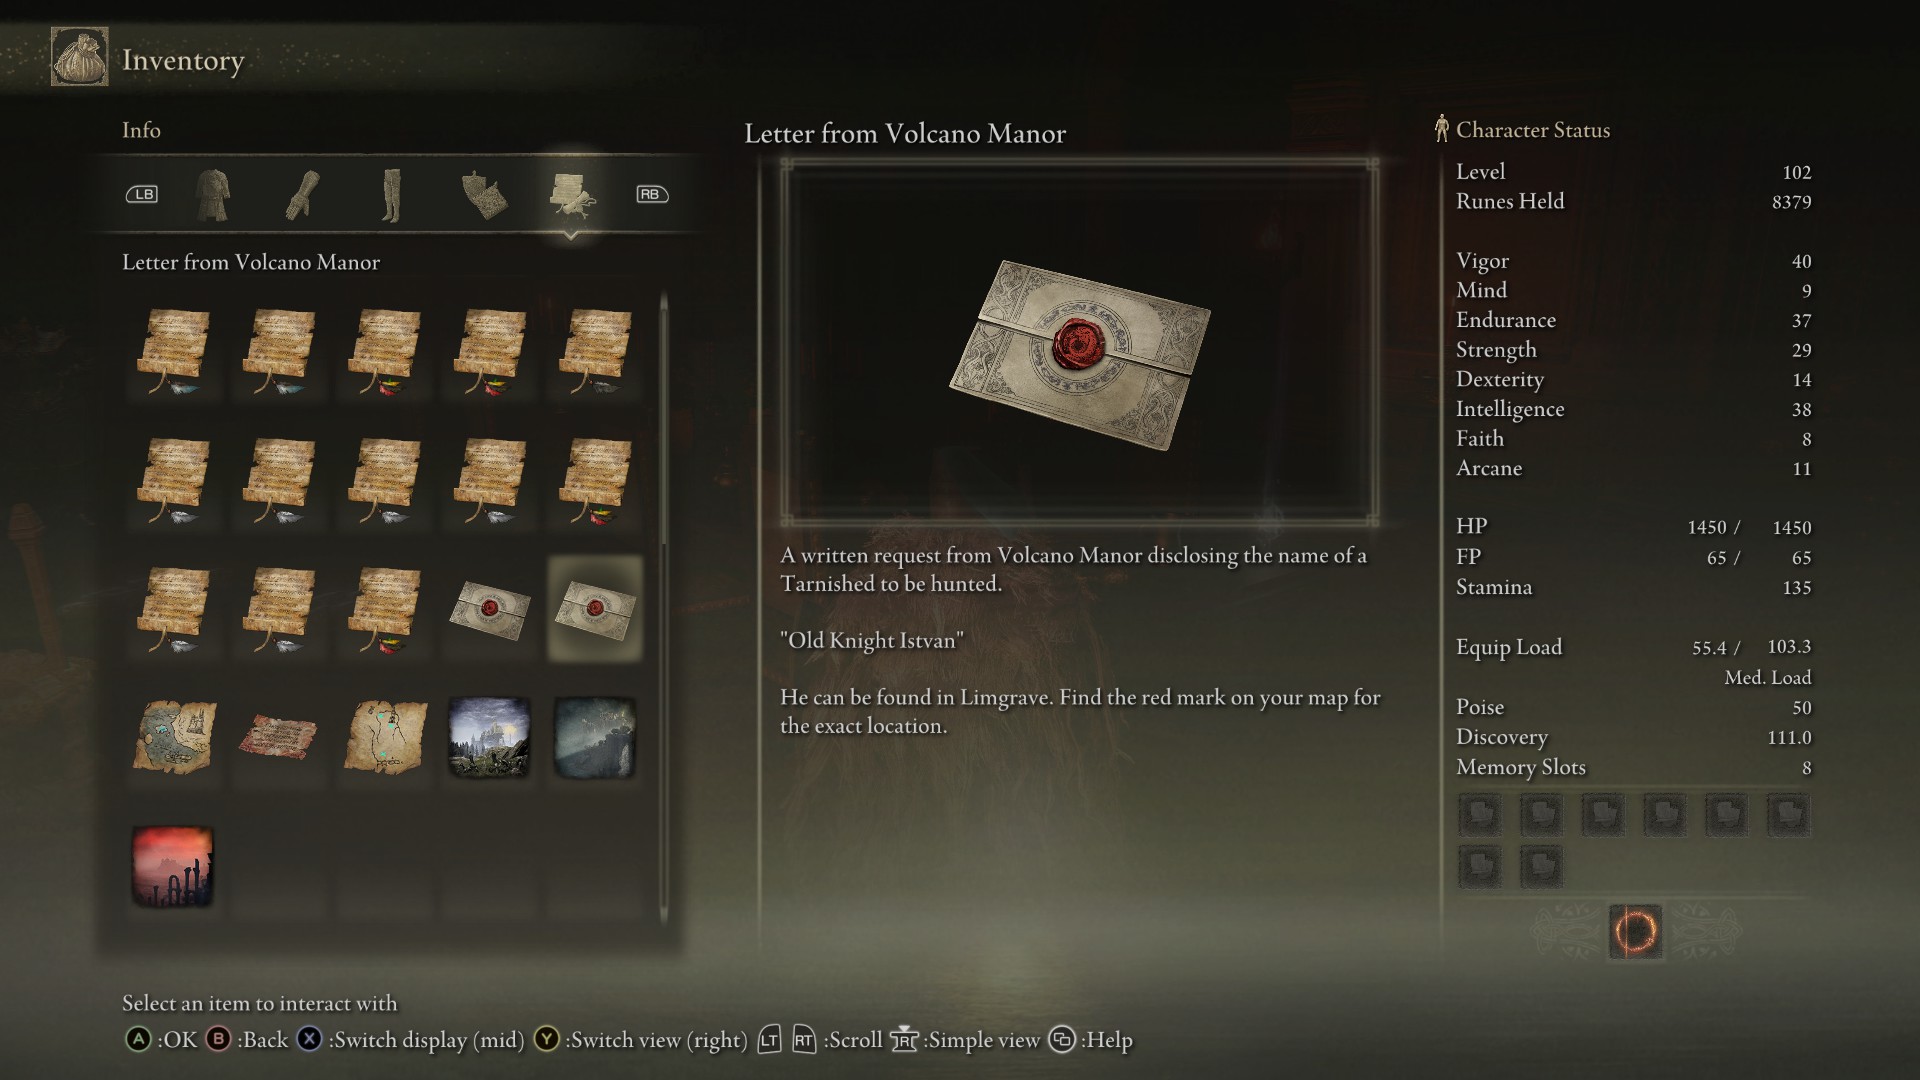 Inventory
Info
LB
RB
Letter from Volcano Manor
Letter from Volcano Manor
A written request from Volcano Manor disclosing the name of a
Tarnished to be hunted.
"Old Knight Istvan"
He can be found in Limgrave. Find the red mark on your map for
the exact location.
Character Status
Level 102
Runes Held 8379
Vigor 40
Mind 9
Endurance 37
Strength 29
Dexterity 14
Intelligence 38
Faith 8
Arcane 11
HP 1450 / 1450
FP 65 / 65
Stamina 135
Equip Load 55.4 / 103.3
Med. Load
Poise 50
Discovery 111.0
Memory Slots 8
Select an item to interact with
A :OK B :Back X :Switch display (mid) Y :Switch view (right) LT RT :Scroll R :Simple view :Help